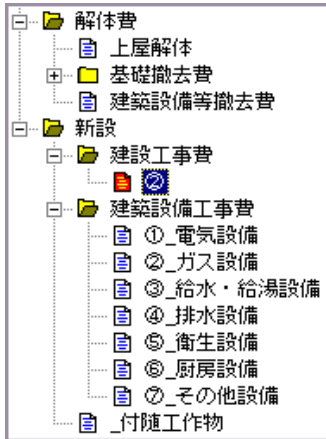 解体費
上屋解体
基礎撤去費
建築設備等撤去費
新設
建設工事費
②
建築設備工事費
①_電気設備
②_ガス設備
③_給水・給湯設備
④_排水設備
⑤_衛生設備
⑥_厨房設備
⑦_その他設備
_付随工作物